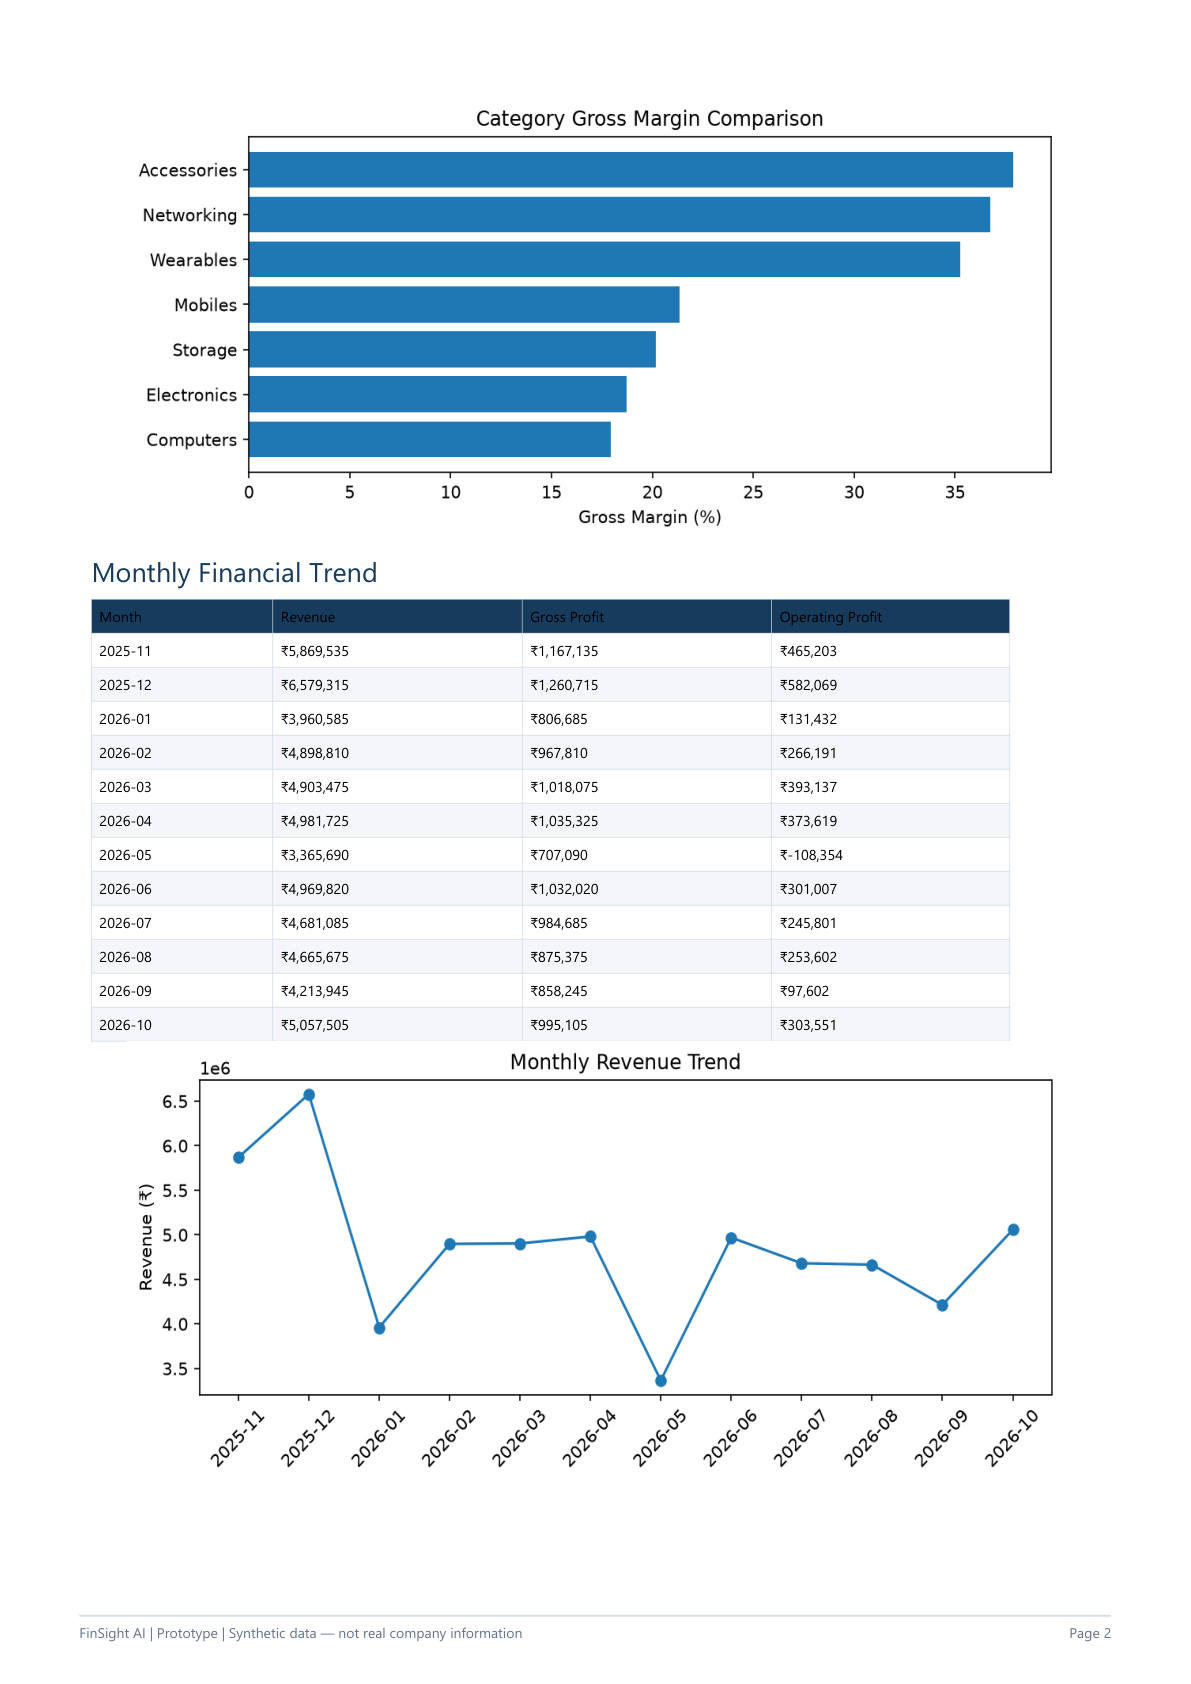 Category Gross Margin Comparison
Accessories
Networking
Wearables
Mobiles
Storage
Electronics
Computers
0 5 10 15 20 25 30 35
Gross Margin (%)
Monthly Financial Trend
Month Revenue Gross Profit Operating Profit
2025-11 ₹5,869,535 ₹1,167,135 ₹465,203
2025-12 ₹6,579,315 ₹1,260,715 ₹582,069
2026-01 ₹3,960,585 ₹806,685 ₹131,432
2026-02 ₹4,898,810 ₹967,810 ₹266,191
2026-03 ₹4,903,475 ₹1,018,075 ₹393,137
2026-04 ₹4,981,725 ₹1,035,325 ₹373,619
2026-05 ₹3,365,690 ₹707,090 ₹-108,354
2026-06 ₹4,969,820 ₹1,032,020 ₹301,007
2026-07 ₹4,681,085 ₹984,685 ₹245,801
2026-08 ₹4,665,675 ₹875,375 ₹253,602
2026-09 ₹4,213,945 ₹858,245 ₹97,602
2026-10 ₹5,057,505 ₹995,105 ₹303,551
Monthly Revenue Trend
1e6
6.5
6.0
5.5
5.0
4.5
4.0
3.5
Revenue (₹)
2025-11 2025-12 2026-01 2026-02 2026-03 2026-04 2026-05 2026-06 2026-07 2026-08 2026-09 2026-10
FinSight AI | Prototype | Synthetic data — not real company information Page 2